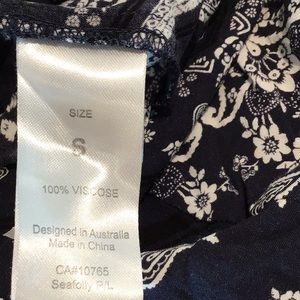 SIZE
S
100% VISCOSE
Designed in Australia
Made in China
CA#10765
Seafolly P/L